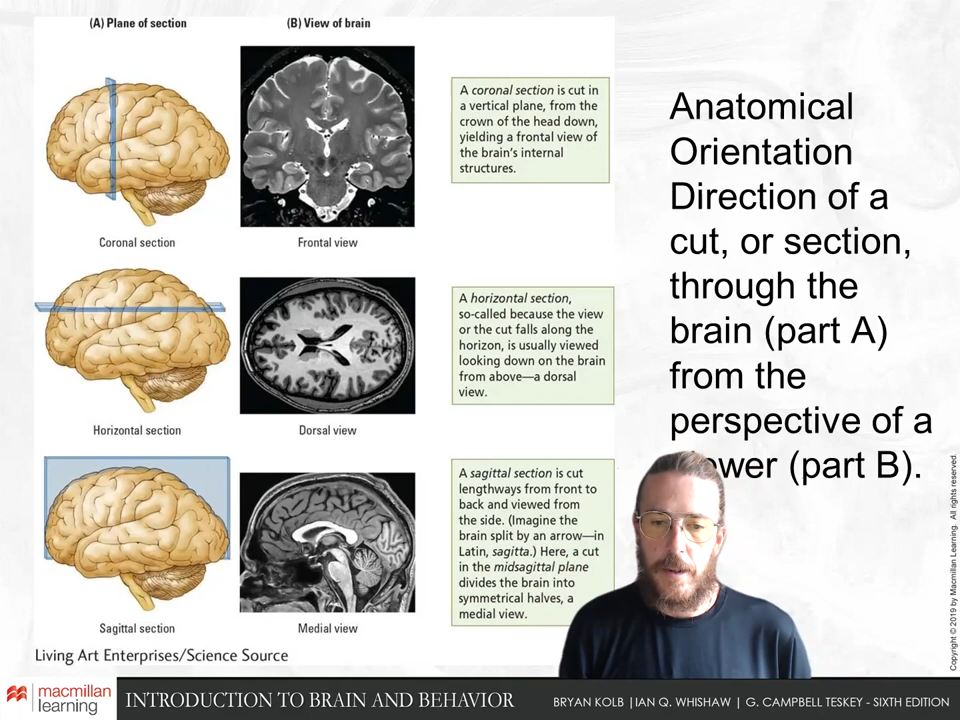 (A) Plane of section
(B) View of brain
A coronal section is cut in
a vertical plane, from the
crown of the head down,
yielding a frontal view of
the brain's internal
structures.
Coronal section
Frontal view
A horizontal section,
so-called because the view
or the cut falls along the
horizon, is usually viewed
looking down on the brain
from above—a dorsal
view.
Horizontal section
Dorsal view
A sagittal section is cut
lengthways from front to
back and viewed from
the side. (Imagine the
brain split by an arrow—in
Latin, sagitta.) Here, a cut
in the midsagittal plane
divides the brain into
symmetrical halves, a
medial view.
Sagittal section
Medial view
Living Art Enterprises/Science Source
Anatomical
Orientation
Direction of a
cut, or section,
through the
brain (part A)
from the
perspective of a
(part B).
Copyright © 2019 by Macmillan Learning. All rights reserved.
macmillan
learning
INTRODUCTION TO BRAIN AND BEHAVIOR
BRYAN KOLB |IAN Q. WHISHAW | G. CAMPBELL TESKEY - SIXTH EDITION